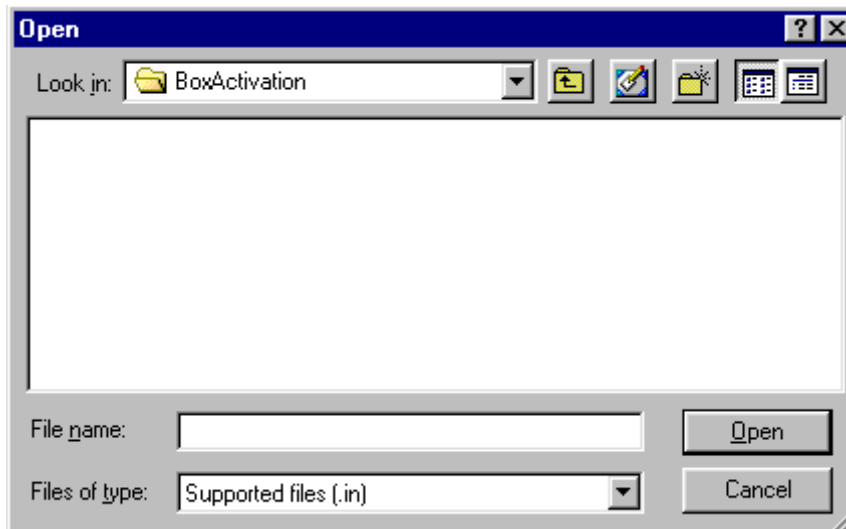 Open
Look in: BoxActivation
File name: Open
Files of type: Supported files (.in) Cancel